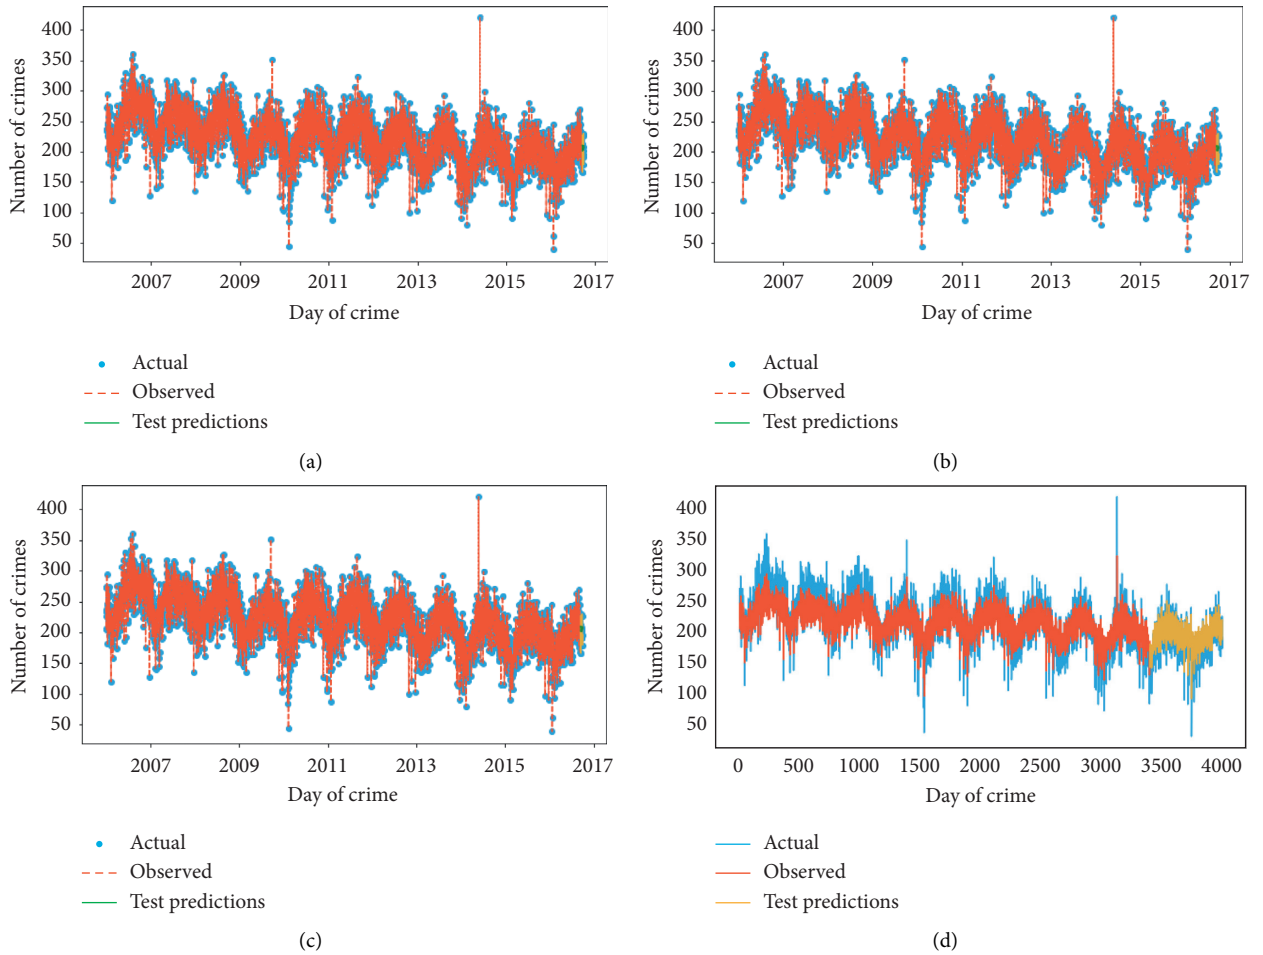 Number of crimes
400
350
300
250
200
150
100
50
2007
2009
2011
2013
2015
2017
Day of crime
Actual
Observed
Test predictions
(a)
Number of crimes
400
350
300
250
200
150
100
50
2007
2009
2011
2013
2015
2017
Day of crime
Actual
Observed
Test predictions
(b)
Number of crimes
400
350
300
250
200
150
100
50
2007
2009
2011
2013
2015
2017
Day of crime
Actual
Observed
Test predictions
(c)
Number of crimes
400
350
300
250
200
150
100
50
0
500
1000
1500
2000
2500
3000
3500
4000
Day of crime
Actual
Observed
Test predictions
(d)